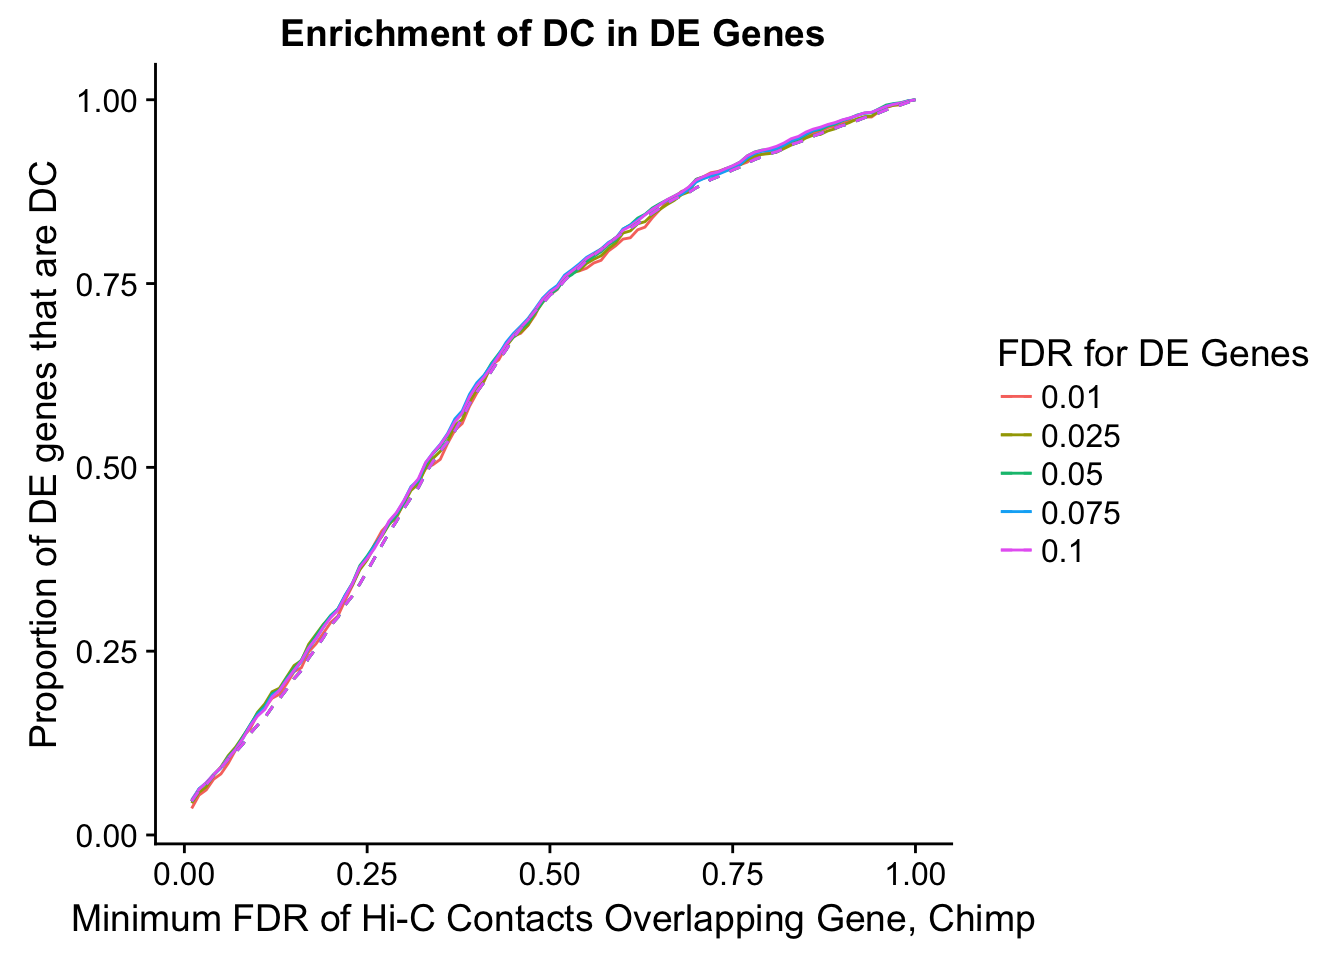 Enrichment of DC in DE Genes
Proportion of DE genes that are DC
1.00
0.75
0.50
0.25
0.00
0.00 0.25 0.50 0.75 1.00
Minimum FDR of Hi-C Contacts Overlapping Gene, Chimp
FDR for DE Genes
0.01
0.025
0.05
0.075
0.1